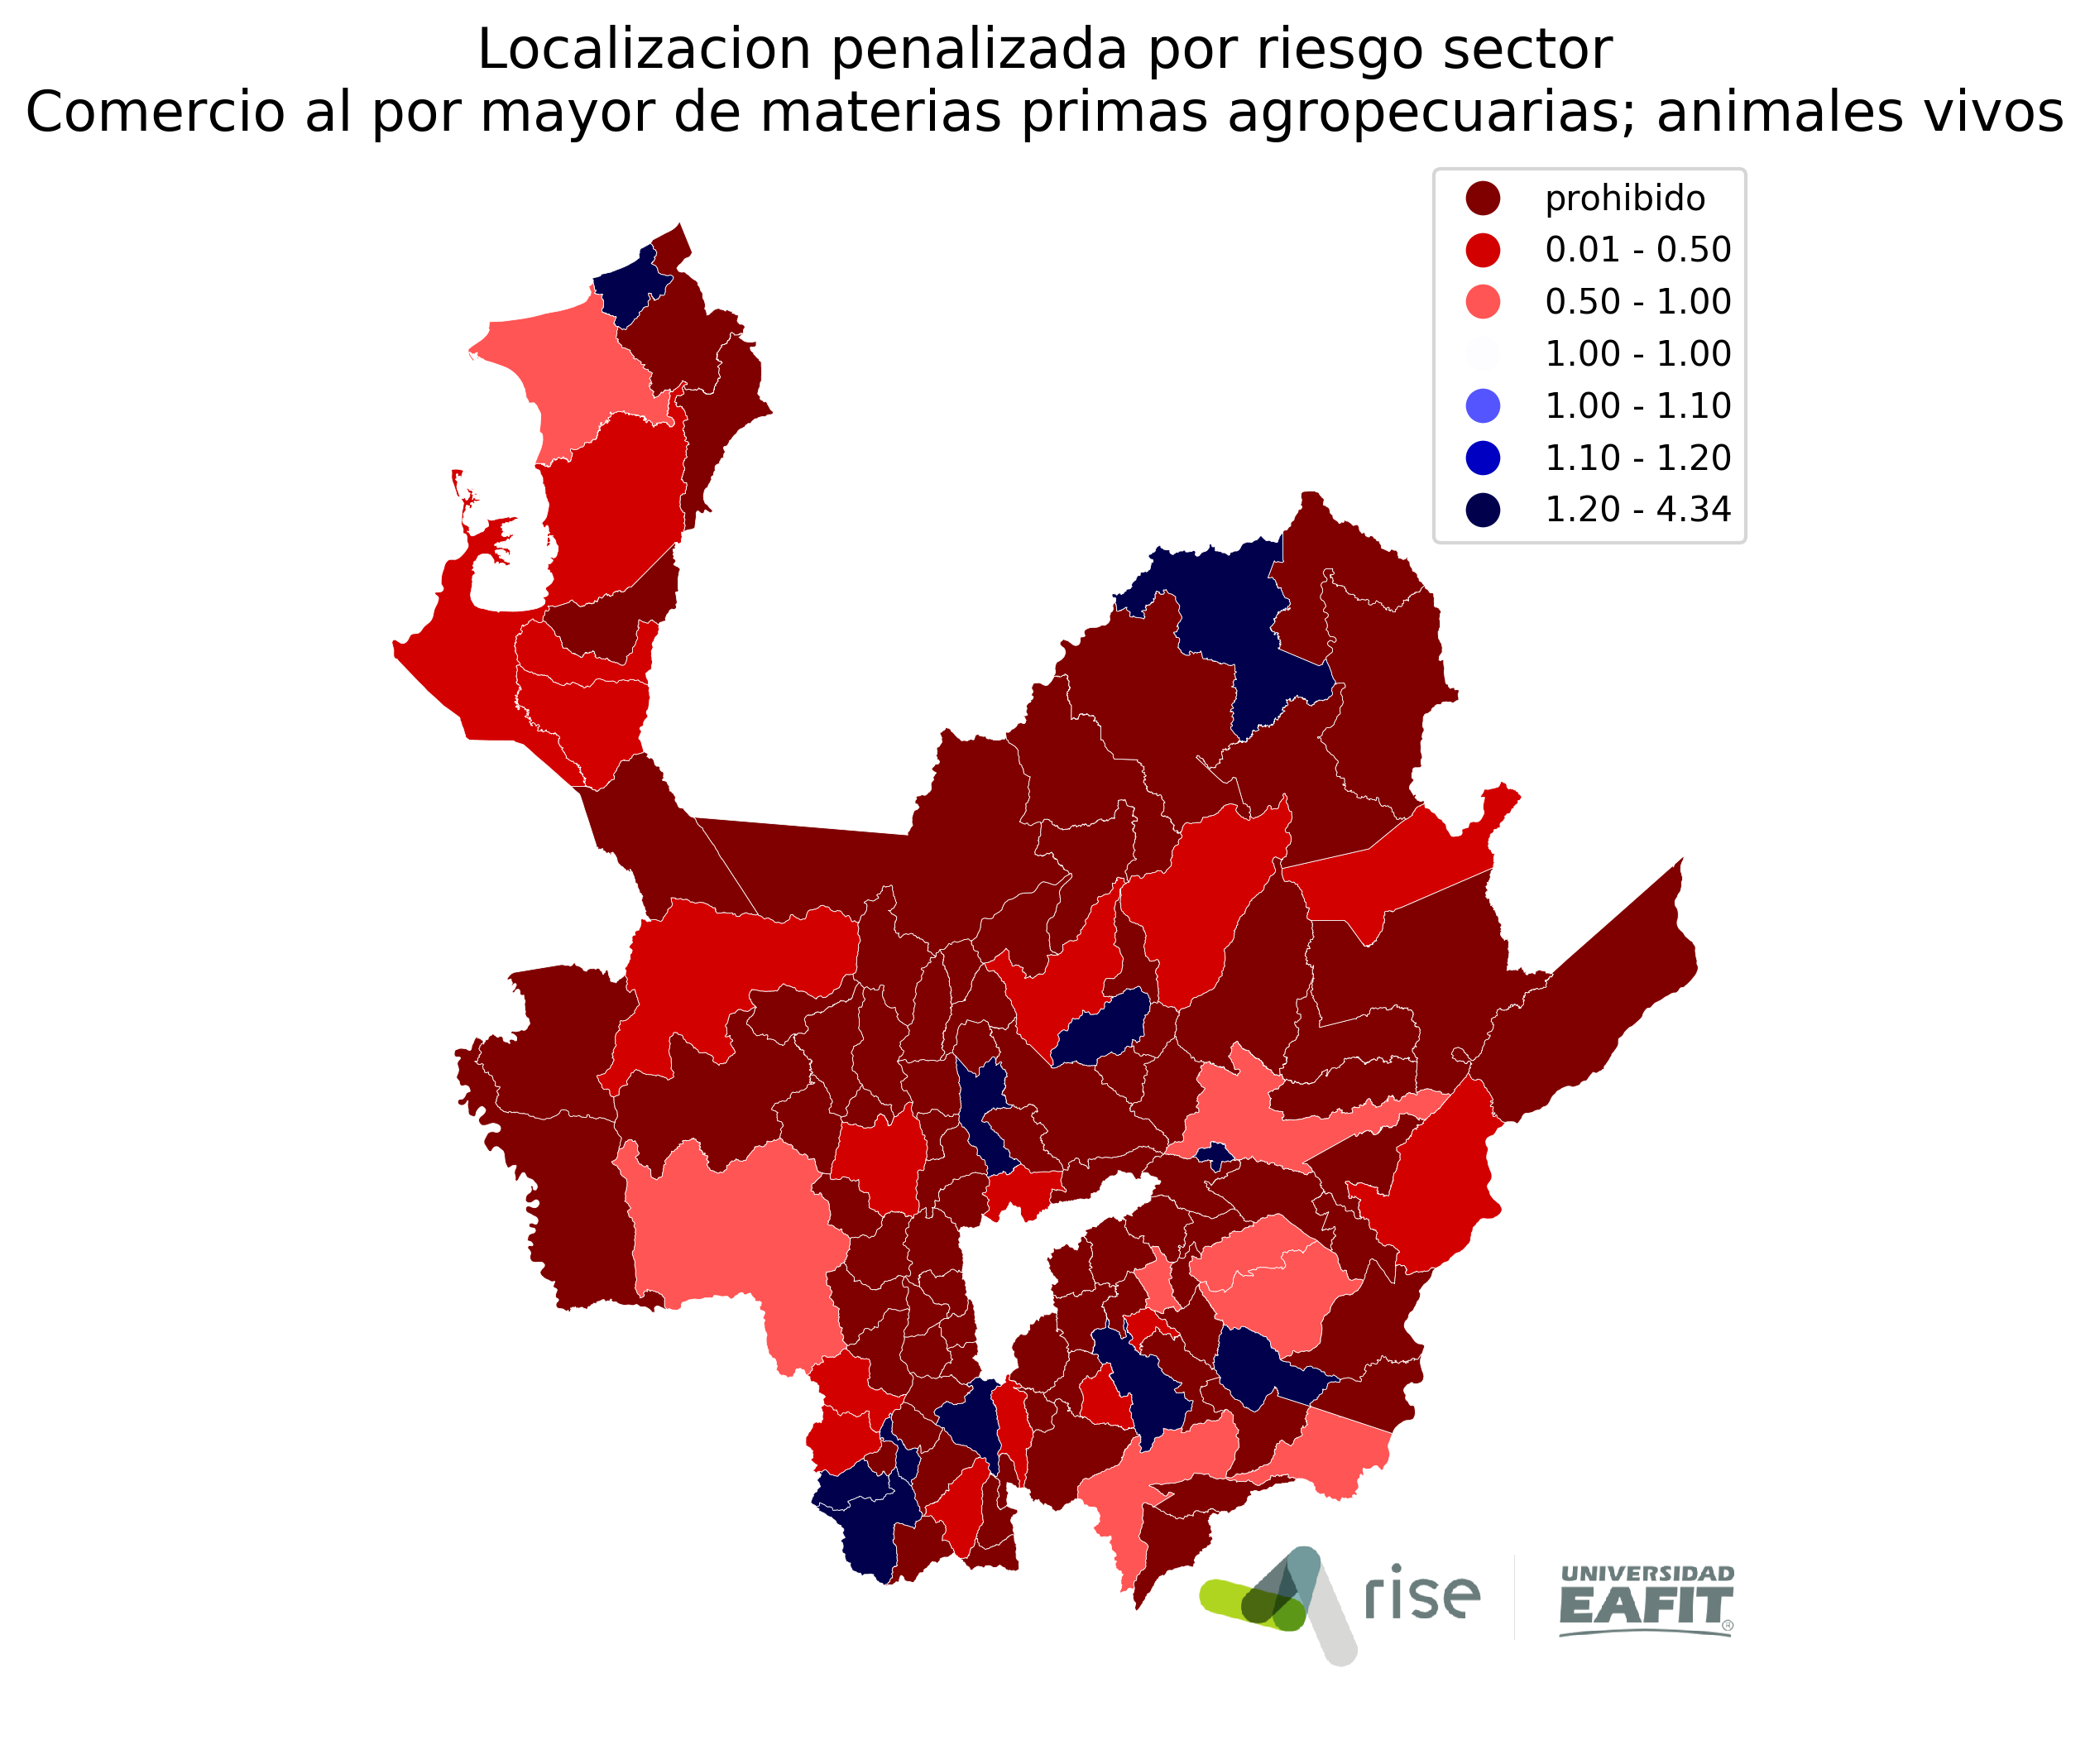 Localizacion penalizada por riesgo sector
Comercio al por mayor de materias primas agropecuarias; animales vivos
prohibido
0.01 - 0.50
0.50 - 1.00
1.00 - 1.00
1.00 - 1.10
1.10 - 1.20
1.20 - 4.34
rise
UNIVERSIDAD
EAFIT®